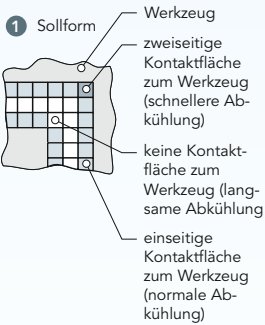 1 Sollform
Werkzeug
zweiseitige
Kontaktfläche
zum Werkzeug
(schnellere Ab-
kühlung)
keine Kontakt-
fläche zum
Werkzeug (lang-
same Abkühlung
einseitige
Kontaktfläche
zum Werkzeug
(normale Ab-
kühlung)